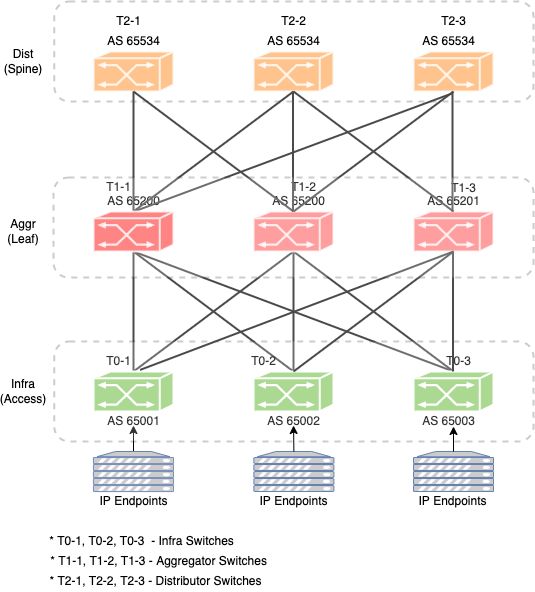 T2-1 T2-2 T2-3
Dist
(Spine)
AS 65534 AS 65534 AS 65534
T1-1 T1-2 T1-3
AS 65200 AS 65200 AS 65201
Aggr
(Leaf)
T0-1 T0-2 T0-3
Infra
(Access)
AS 65001 AS 65002 AS 65003
IP Endpoints IP Endpoints IP Endpoints
* T0-1, T0-2, T0-3 - Infra Switches
* T1-1, T1-2, T1-3 - Aggregator Switches
* T2-1, T2-2, T2-3 - Distributor Switches